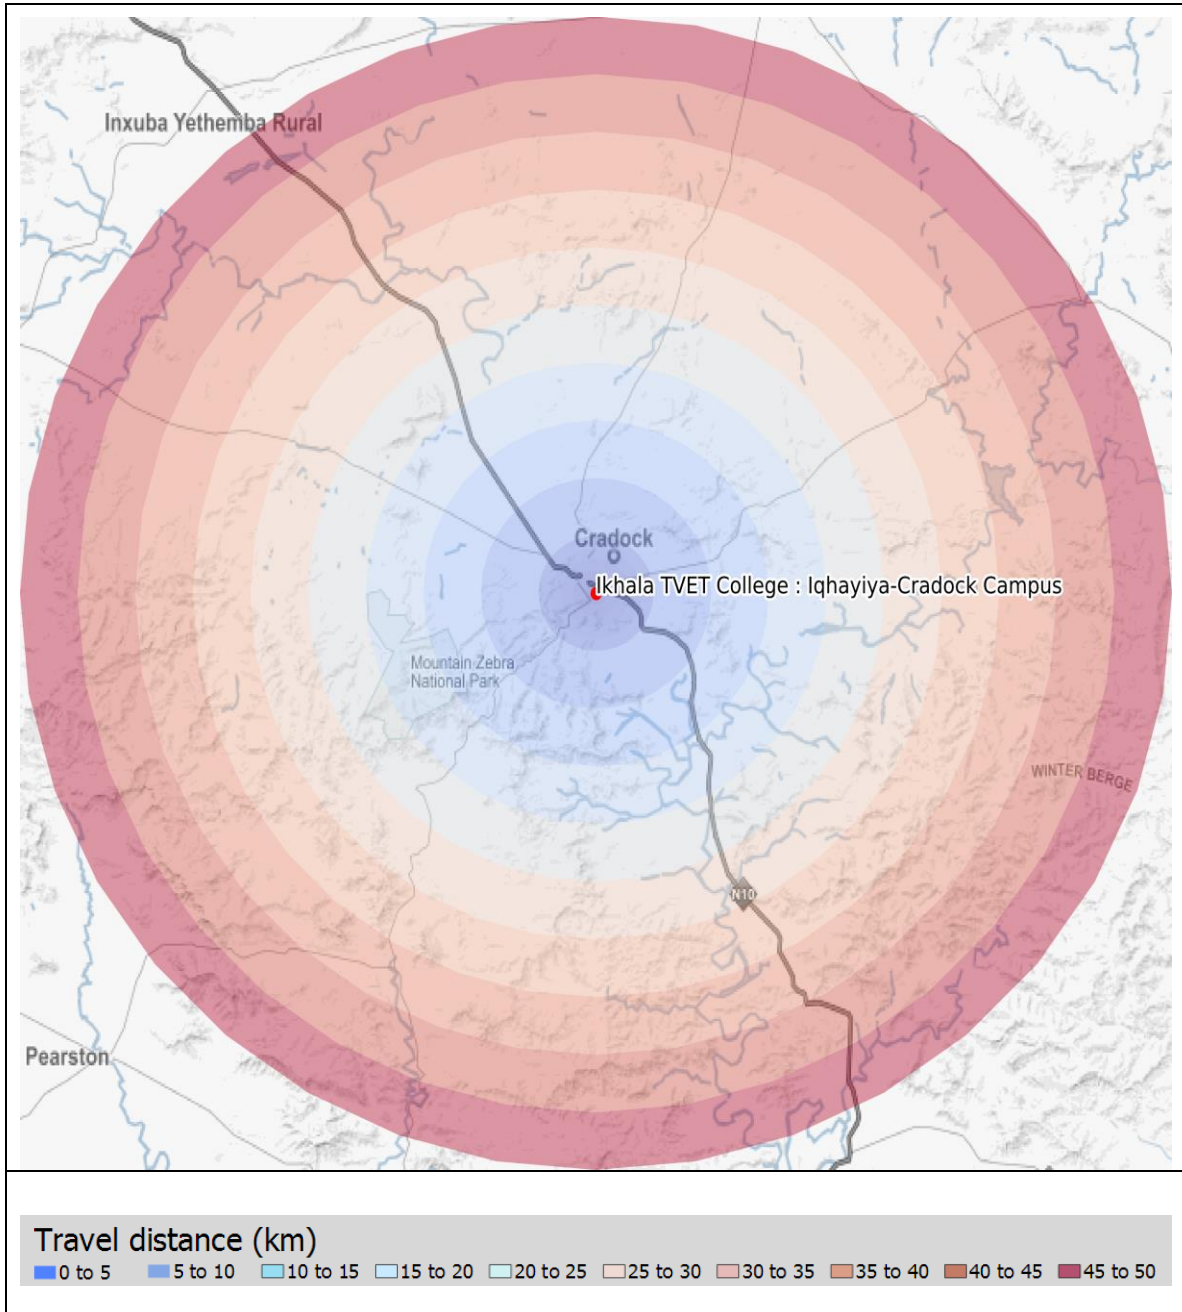 Inxuba Yethemba Rural
Cradock
Ikhala TVET College : Iqhayiya-Cradock Campus
Mountain Zebra
National Park
WINTER BERGE
N10
Pearston
Travel distance (km)
0 to 5 5 to 10 10 to 15 15 to 20 20 to 25 25 to 30 30 to 35 35 to 40 40 to 45 45 to 50